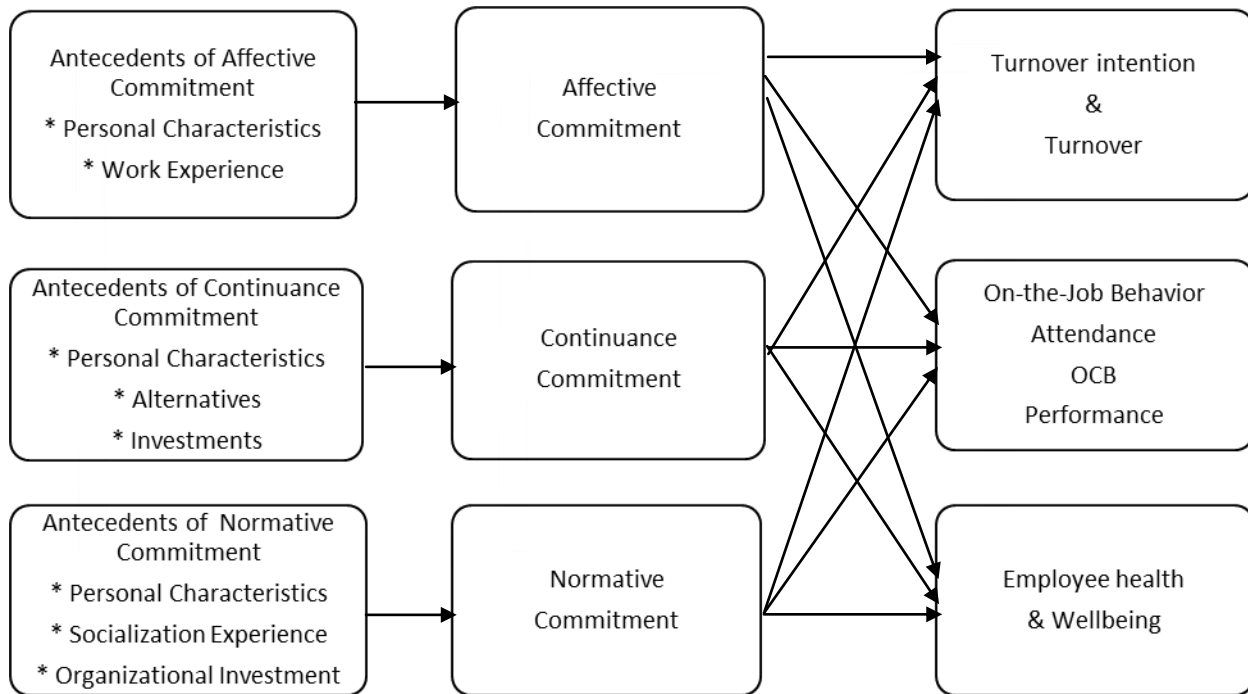 Antecedents of Affective
Commitment
* Personal Characteristics
* Work Experience
Affective
Commitment
Turnover intention
&
Turnover
Antecedents of Continuance
Commitment
* Personal Characteristics
* Alternatives
* Investments
Continuance
Commitment
On-the-Job Behavior
Attendance
OCB
Performance
Antecedents of Normative
Commitment
* Personal Characteristics
* Socialization Experience
* Organizational Investment
Normative
Commitment
Employee health
& Wellbeing